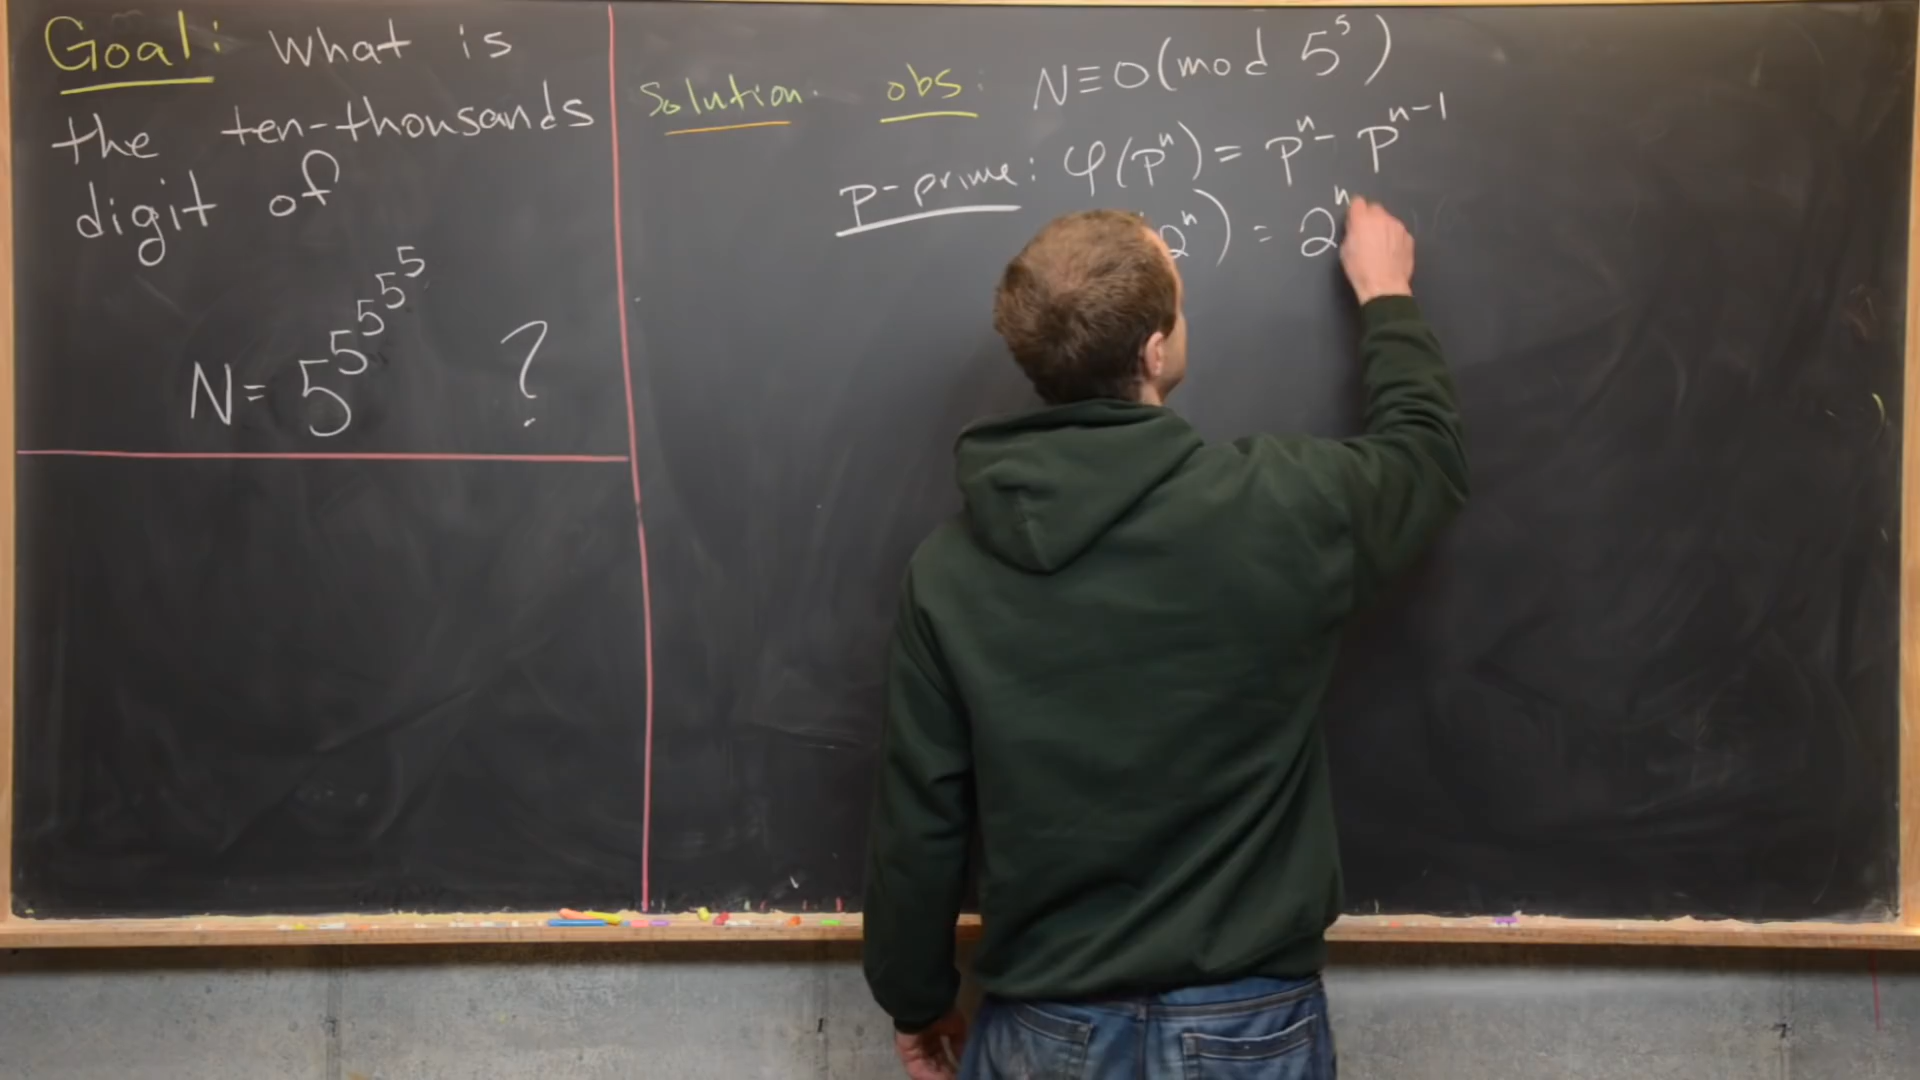 Goal: What is
the ten-thousands
digit of
N = 5^5^5^5^5 ?
Solution: obs: N≡0(mod 5^5)
p-prime: φ(p^n) = p^n - p^{n-1}
2^n) = 2^n